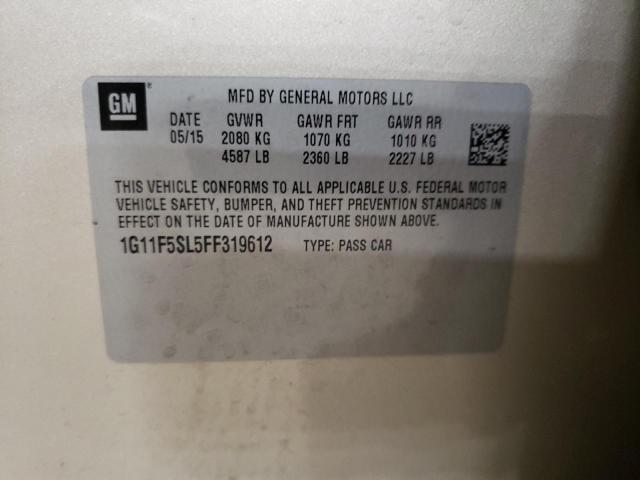 GM®
MFD BY GENERAL MOTORS LLC
DATE GVWR GAWR FRT GAWR RR
05/15 2080 KG 1070 KG 1010 KG
4587 LB 2360 LB 2227 LB
THIS VEHICLE CONFORMS TO ALL APPLICABLE U.S. FEDERAL MOTOR
VEHICLE SAFETY, BUMPER, AND THEFT PREVENTION STANDARDS IN
EFFECT ON THE DATE OF MANUFACTURE SHOWN ABOVE.
1G11F5SL5FF319612 TYPE: PASS CAR